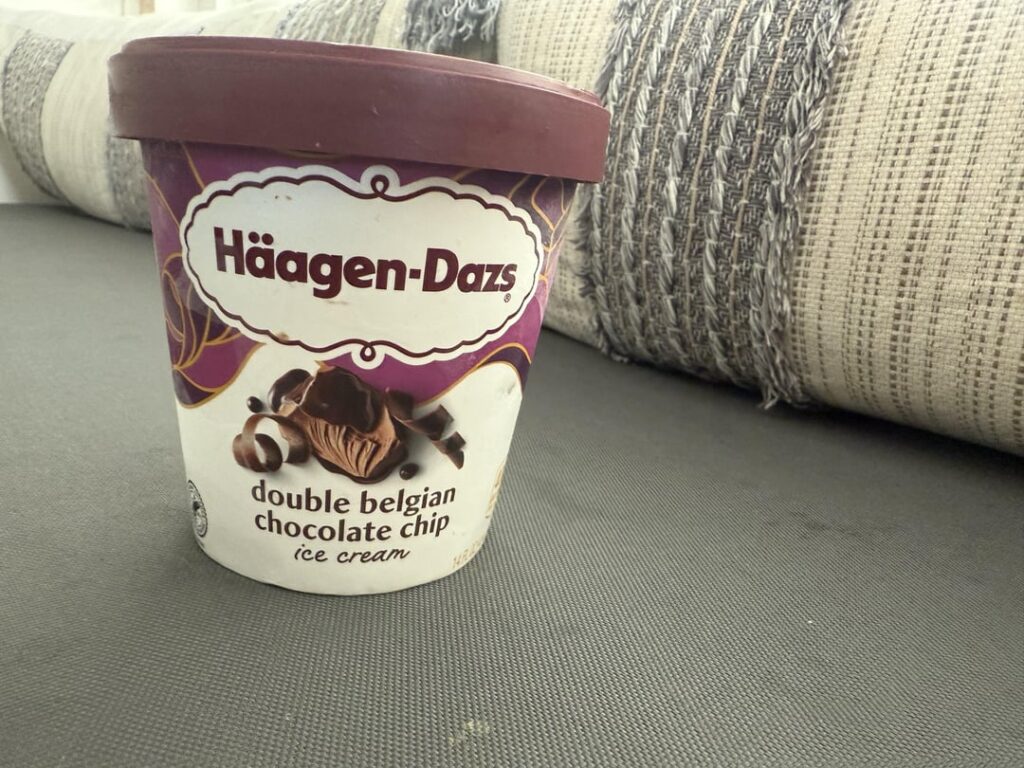 Häagen-Dazs®
double belgian
chocolate chip
ice cream